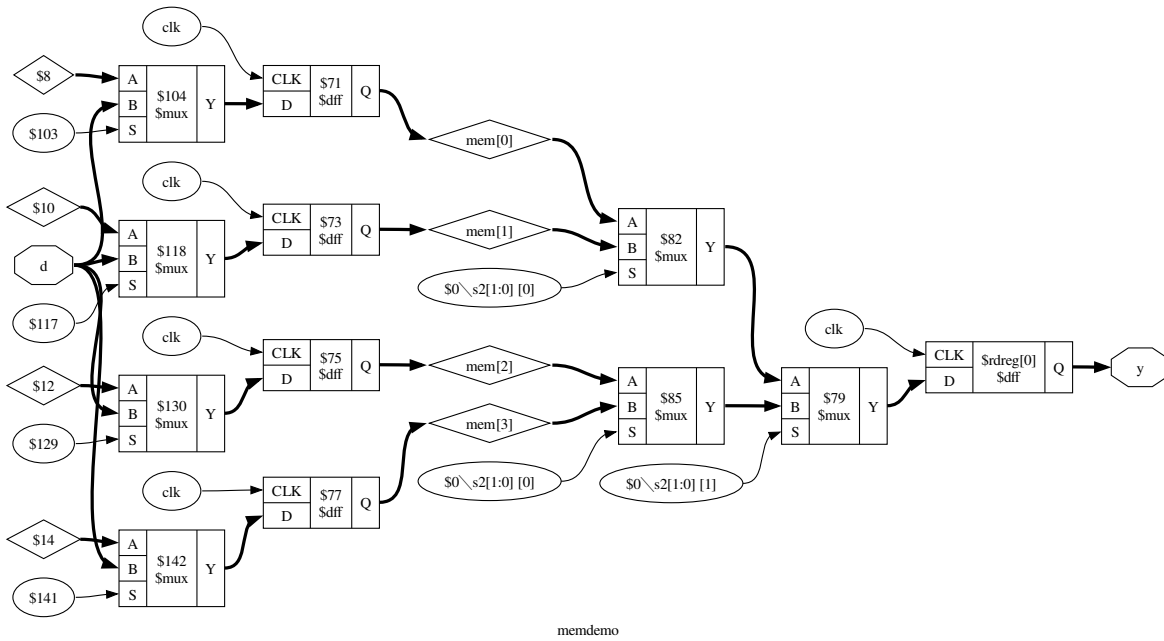 clk
$8
A
B
S
$104
$mux
Y
CLK
D
$71
$dff
Q
$103
mem[0]
clk
$10
A
B
S
$118
$mux
Y
CLK
D
$73
$dff
Q
mem[1]
A
B
S
$82
$mux
Y
d
$0\s2[1:0] [0]
$117
clk
clk
CLK
D
$75
$dff
Q
mem[2]
$12
A
B
S
$130
$mux
Y
A
B
S
$85
$mux
Y
A
B
S
$79
$mux
Y
CLK
D
$rdreg[0]
$dff
Q
y
mem[3]
$129
$0\s2[1:0] [0]
$0\s2[1:0] [1]
clk
CLK
D
$77
$dff
Q
$14
A
B
S
$142
$mux
Y
$141
memdemo